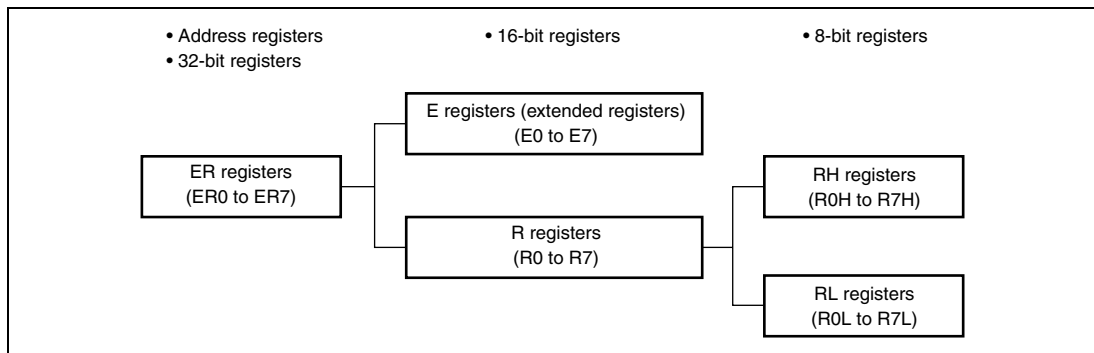 • Address registers
• 32-bit registers
• 16-bit registers
• 8-bit registers
E registers (extended registers)
(E0 to E7)
ER registers
(ER0 to ER7)
RH registers
(R0H to R7H)
R registers
(R0 to R7)
RL registers
(R0L to R7L)